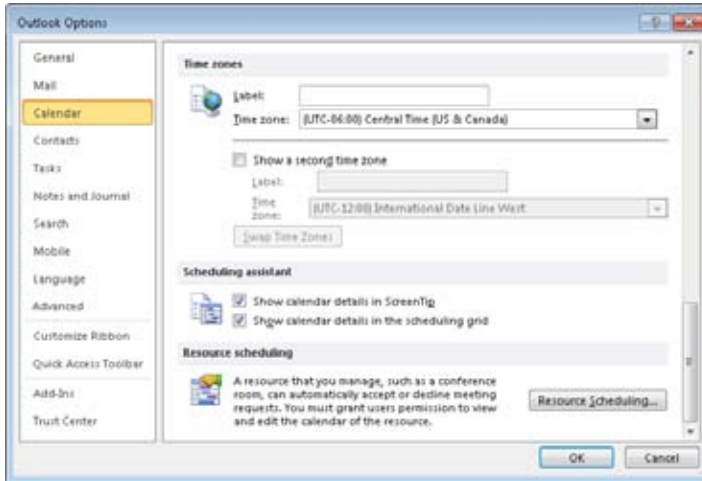 Outlook Options
General
Mail
Calendar
Contacts
Tasks
Notes and Journal
Search
Mobile
Language
Advanced
Customize Ribbon
Quick Access Toolbar
Add-Ins
Trust Center
Time zones
Label:
Time zone: (UTC-06:00) Central Time (US & Canada)
Show a second time zone
Label:
Time
zone: (UTC-12:00) International Date Line West
Swap Time Zones
Scheduling assistant
Show calendar details in ScreenTip
Show calendar details in the scheduling grid
Resource scheduling
A resource that you manage, such as a conference
room, can automatically accept or decline meeting
requests. You must grant users permission to view
and edit the calendar of the resource.
Resource Scheduling...
OK Cancel